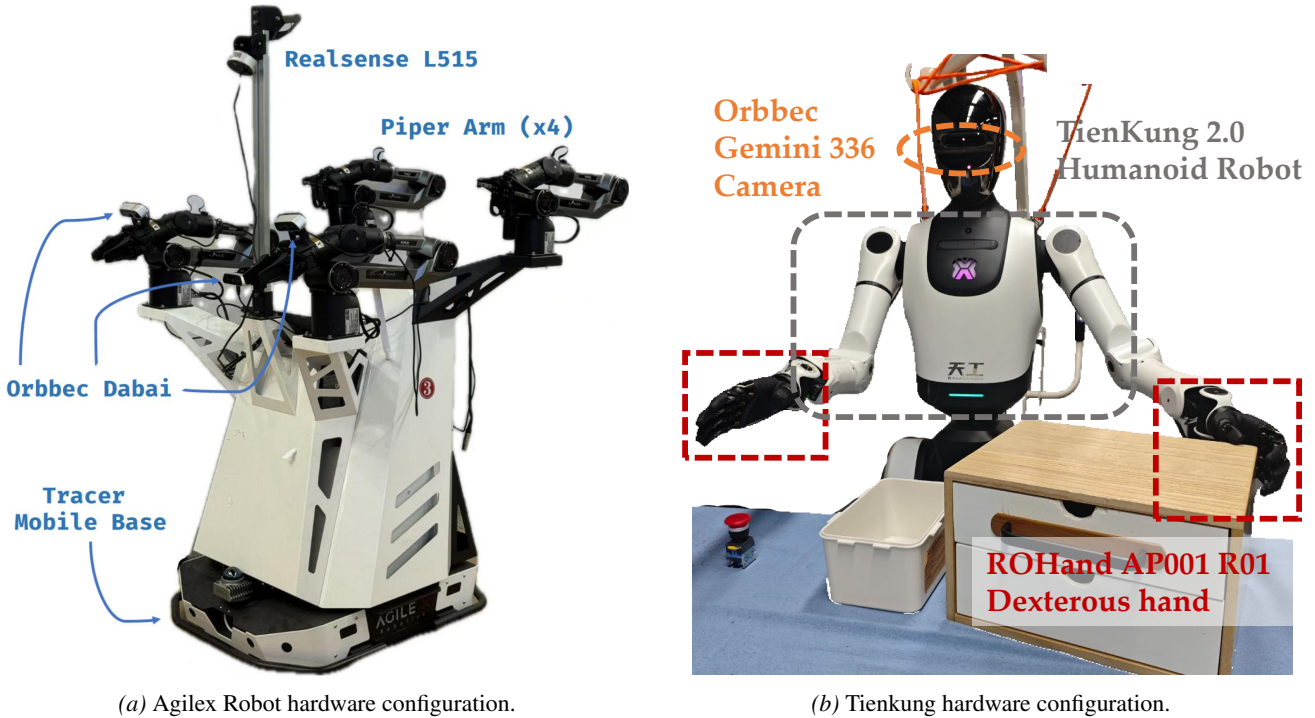 Realsense L515
Piper Arm (x4)
Orbbec Dabai
Tracer
Mobile Base
3
AGILE
(a) Agilex Robot hardware configuration.
Orbbec
Gemini 336
Camera
TienKung 2.0
Humanoid Robot
天工
ROHand AP001 R01
Dexterous hand
(b) Tienkung hardware configuration.